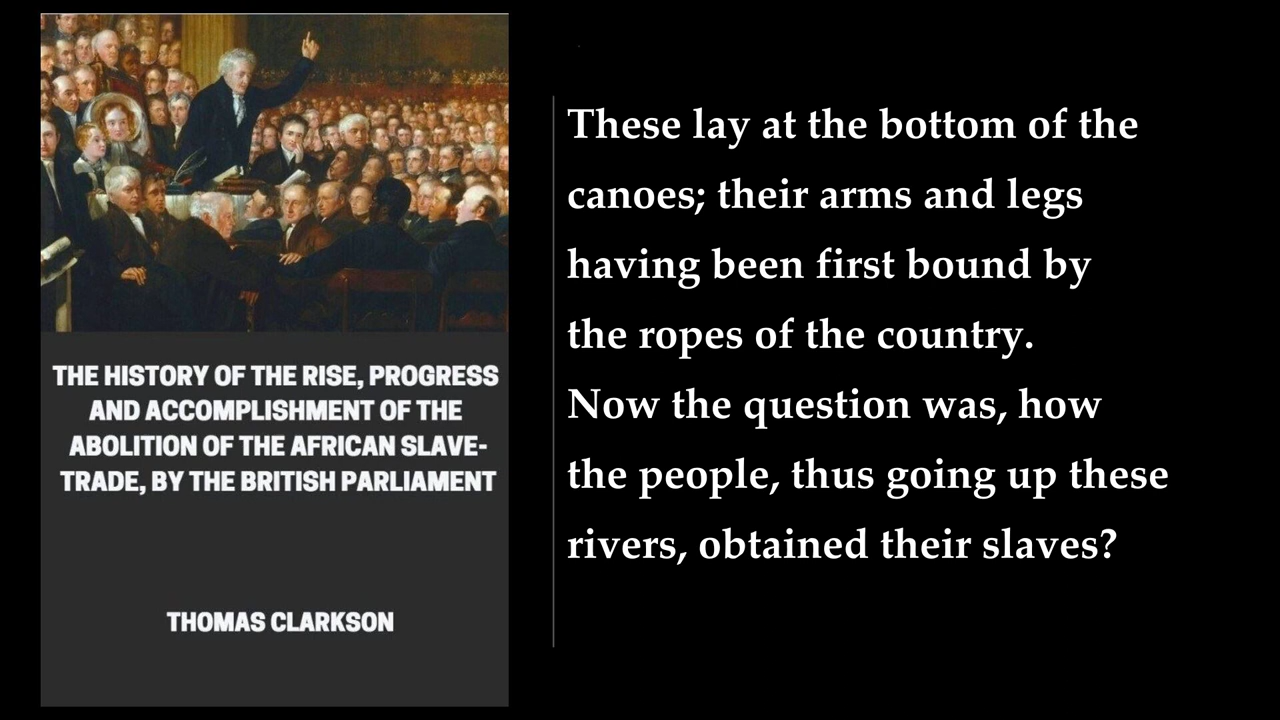 THE HISTORY OF THE RISE, PROGRESS
AND ACCOMPLISHMENT OF THE
ABOLITION OF THE AFRICAN SLAVE-
TRADE, BY THE BRITISH PARLIAMENT
THOMAS CLARKSON
These lay at the bottom of the
canoes; their arms and legs
having been first bound by
the ropes of the country.
Now the question was, how
the people, thus going up these
rivers, obtained their slaves?